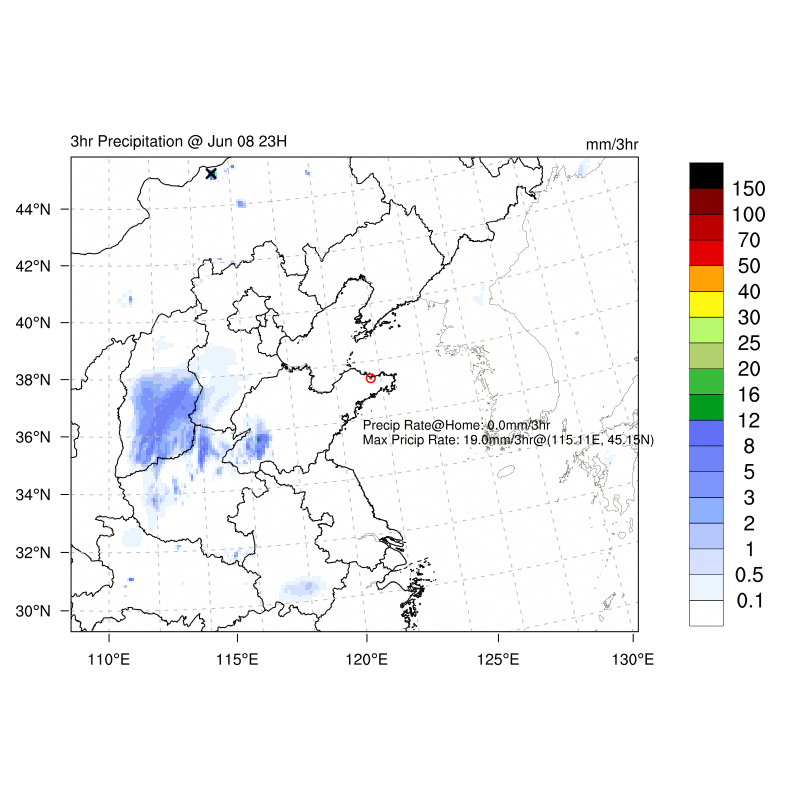 3hr Precipitation @ Jun 08 23H
mm/3hr
150
100
70
50
40
30
25
20
16
12
8
5
3
2
1
0.5
0.1
44°N
42°N
40°N
38°N
36°N
34°N
32°N
30°N
Precip Rate@Home: 0.0mm/3hr
Max Pricip Rate: 19.0mm/3hr@(115.11E, 45.15N)
110°E
115°E
120°E
125°E
130°E